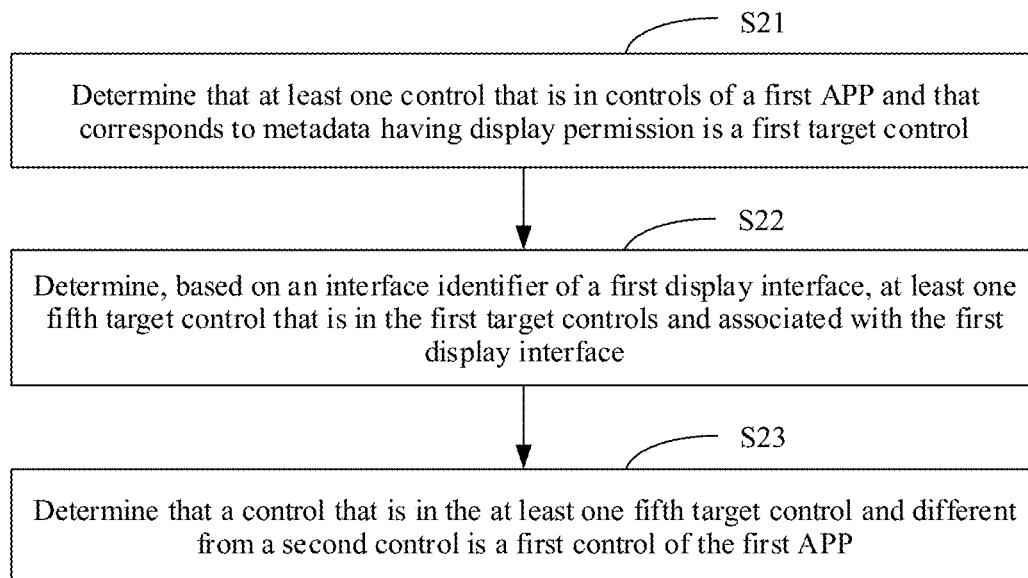 S21
Determine that at least one control that is in controls of a first APP and that
corresponds to metadata having display permission is a first target control
S22
Determine, based on an interface identifier of a first display interface, at least one
fifth target control that is in the first target controls and associated with the first
display interface
S23
Determine that a control that is in the at least one fifth target control and different
from a second control is a first control of the first APP